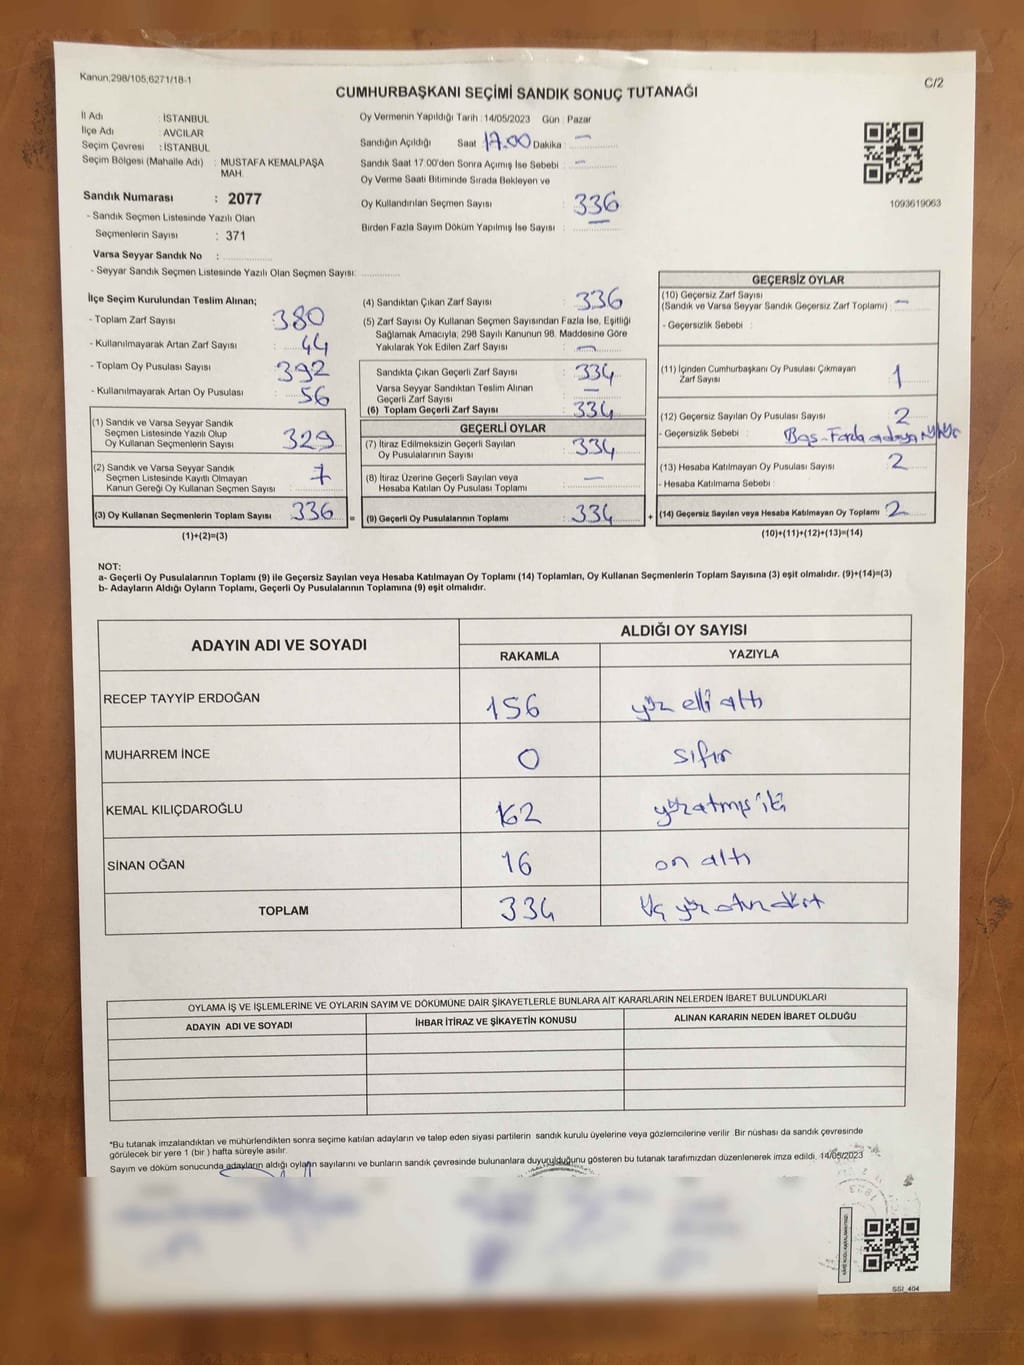 Kanun;298/105;6271/18-1
C/2
CUMHURBAŞKANI SEÇİMİ SANDIK SONUÇ TUTANAĞI
İl Adı : İSTANBUL
İlçe Adı : AVCILAR
Seçim Çevresi : İSTANBUL
Seçim Bölgesi (Mahalle Adı) : MUSTAFA KEMALPAŞA
MAH.
Sandık Numarası : 2077
- Sandık Seçmen Listesinde Yazılı Olan
Seçmenlerin Sayısı : 371
Varsa Seyyar Sandık No :
- Seyyar Sandık Seçmen Listesinde Yazılı Olan Seçmen Sayısı:
Oy Vermenin Yapıldığı Tarih : 14/05/2023 Gün : Pazar
Sandığın Açıldığı Saat 17.00 Dakika : —
Sandık Saat 17.00'den Sonra Açımış İse Sebebi : —
Oy Verme Saati Bitiminde Sırada Bekleyen ve
Oy Kullandırılan Seçmen Sayısı : 336
Birden Fazla Sayım Döküm Yapılmış İse Sayısı : —
1093619063
İlçe Seçim Kurulundan Teslim Alınan;
- Toplam Zarf Sayısı : 380
- Kullanılmayarak Artan Zarf Sayısı : 44
- Toplam Oy Pusulası Sayısı : 392
- Kullanılmayarak Artan Oy Pusulası : 56
(1) Sandık ve Varsa Seyyar Sandık
Seçmen Listesinde Yazılı Olup
Oy Kullanan Seçmenlerin Sayısı : 329
(2) Sandık ve Varsa Seyyar Sandık
Seçmen Listesinde Kayıtlı Olmayan
Kanun Gereği Oy Kullanan Seçmen Sayısı : 7
(3) Oy Kullanan Seçmenlerin Toplam Sayısı : 336
(1)+(2)=(3)
=
(4) Sandıktan Çıkan Zarf Sayısı : 336
(5) Zarf Sayısı Oy Kullanan Seçmen Sayısından Fazla İse, Eşitliği
Sağlamak Amacıyla; 298 Sayılı Kanunun 98. Maddesine Göre
Yakılarak Yok Edilen Zarf Sayısı : —
Sandıkta Çıkan Geçerli Zarf Sayısı : 334
Varsa Seyyar Sandıktan Teslim Alınan
Geçerli Zarf Sayısı : —
(6) Toplam Geçerli Zarf Sayısı : 334
GEÇERLİ OYLAR
(7) İtiraz Edilmeksizin Geçerli Sayılan
Oy Pusulalarının Sayısı : 334
(8) İtiraz Üzerine Geçerli Sayılan veya
Hesaba Katılan Oy Pusulası Toplamı : —
(9) Geçerli Oy Pusulalarının Toplamı : 334
+
GEÇERSİZ OYLAR
(10) Geçersiz Zarf Sayısı
(Sandık ve Varsa Seyyar Sandık Geçersiz Zarf Toplamı) : —
- Geçersizlik Sebebi :
(11) İçinden Cumhurbaşkanı Oy Pusulası Çıkmayan
Zarf Sayısı : 1
(12) Geçersiz Sayılan Oy Pusulası Sayısı : 2
- Geçersizlik Sebebi :
(13) Hesaba Katılmayan Oy Pusulası Sayısı : 2
- Hesaba Katılmama Sebebi :
(14) Geçersiz Sayılan veya Hesaba Katılmayan Oy Toplamı : 2
(10)+(11)+(12)+(13)=(14)
NOT:
a- Geçerli Oy Pusulalarının Toplamı (9) ile Geçersiz Sayılan veya Hesaba Katılmayan Oy Toplamı (14) Toplamları, Oy Kullanan Seçmenlerin Toplam Sayısına (3) eşit olmalıdır. (9)+(14)=(3)
b- Adayların Aldığı Oyların Toplamı, Geçerli Oy Pusulalarının Toplamına (9) eşit olmalıdır.
ADAYIN ADI VE SOYADI ALDIĞI OY SAYISI
RAKAMLA YAZIYLA
RECEP TAYYİP ERDOĞAN 156 yüz elli altı
MUHARREM İNCE 0 sıfır
KEMAL KILIÇDAROĞLU 162 yüzatmış iki
SİNAN OĞAN 16 on altı
TOPLAM 334 üç yüz
OYLAMA İŞ VE İŞLEMLERİNE VE OYLARIN SAYIM VE DÖKÜMÜNE DAİR ŞİKAYETLERLE BUNLARA AİT KARARLARIN NELERDEN İBARET BULUNDUKLARI
ADAYIN ADI VE SOYADI İHBAR İTİRAZ VE ŞİKAYETİN KONUSU ALINAN KARARIN NEDEN İBARET OLDUĞU
*Bu tutanak imzalandıktan ve mühürlendikten sonra seçime katılan adayların ve talep eden siyasi partilerin sandık kurulu üyelerine veya gözlemcilerine verilir. Bir nüshası da sandık çevresinde
görülecek bir yere 1 (bir ) hafta süreyle asılır.
Sayım ve döküm sonucunda adayların aldığı oyların sayılarını ve bunların sandık çevresinde bulunanlara duyurulduğunu gösteren bu tutanak tarafımızdan düzenlenerek imza edildi. 14/05/2023
SSI_404